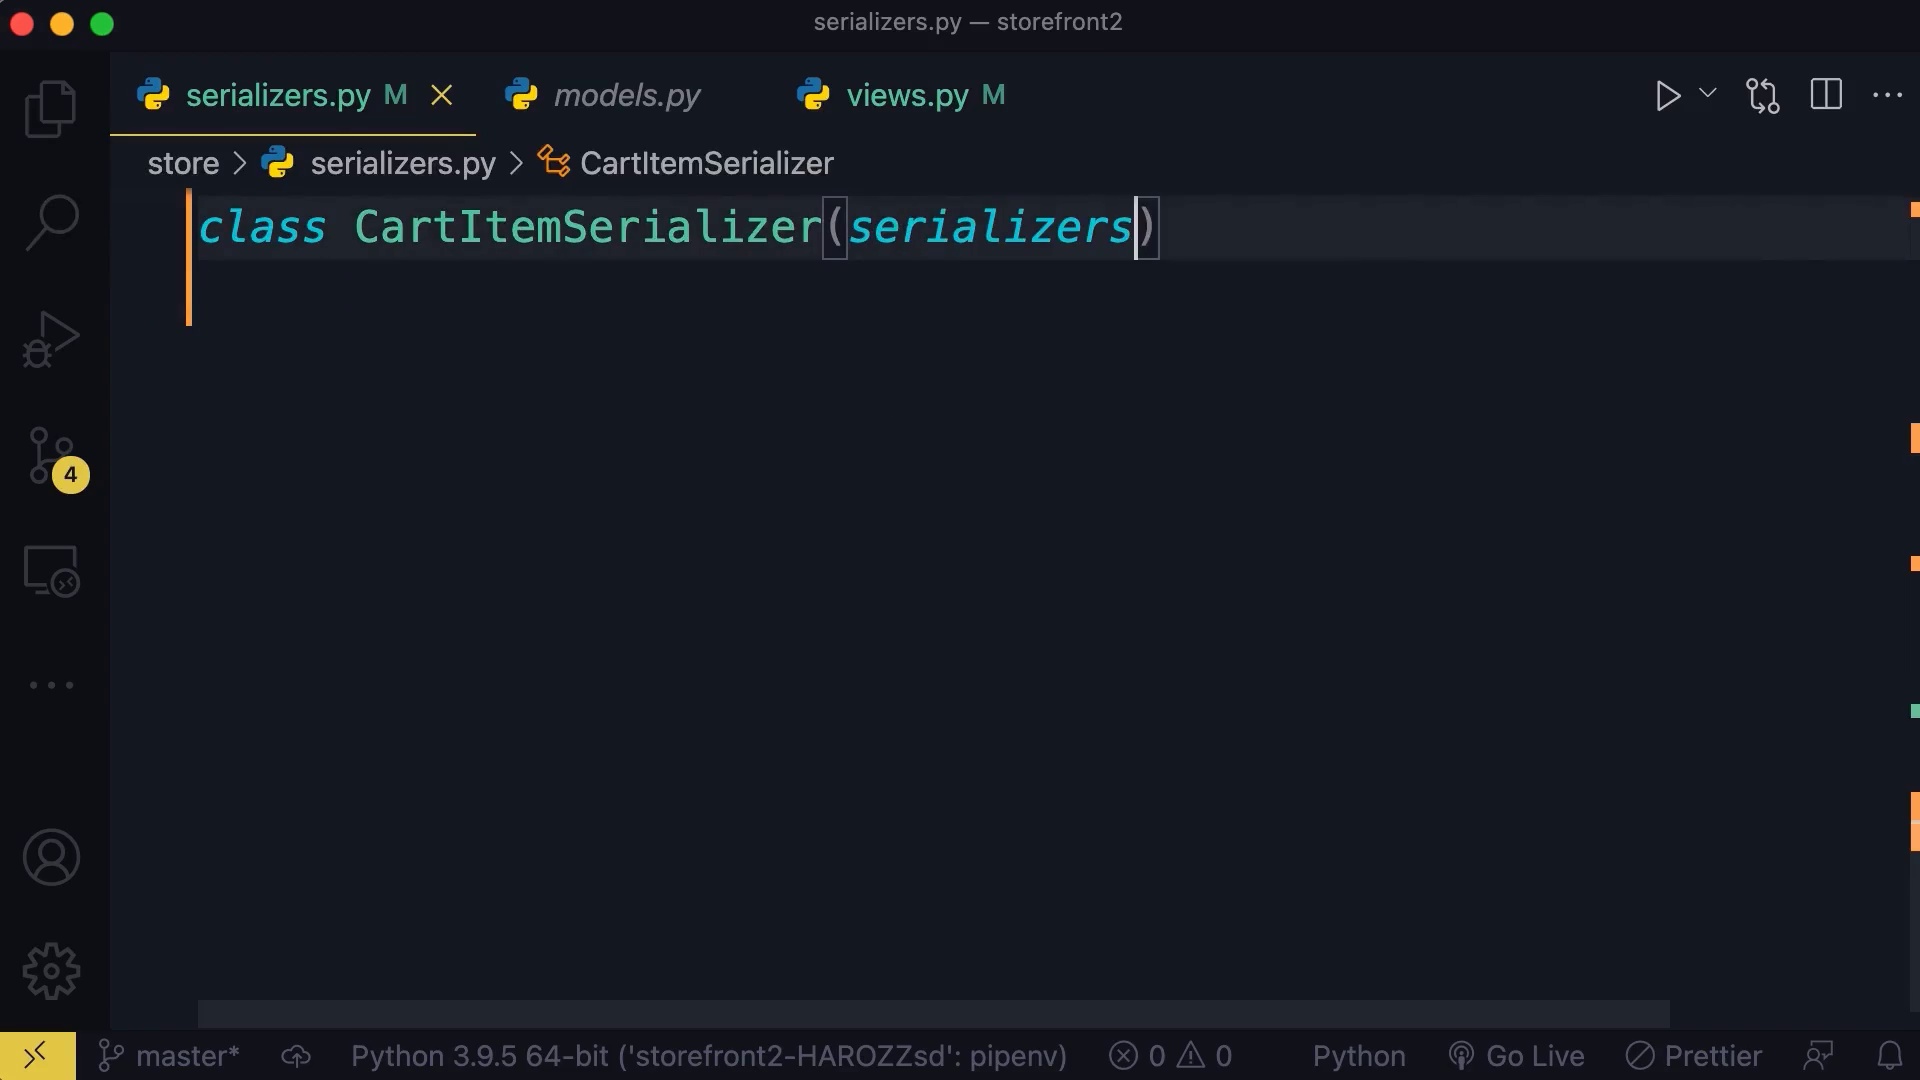 serializers.py — storefront2
serializers.py M models.py views.py M
store > serializers.py > CartItemSerializer
class CartItemSerializer(serializers)
4
master* Python 3.9.5 64-bit ('storefront2-HAROZZsd': pipenv) 0 0 Python Go Live Prettier